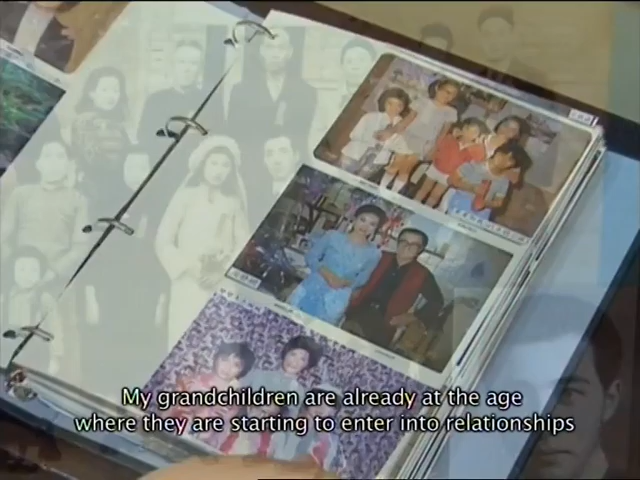 My grandchildren are already at the age
where they are starting to enter into relationships